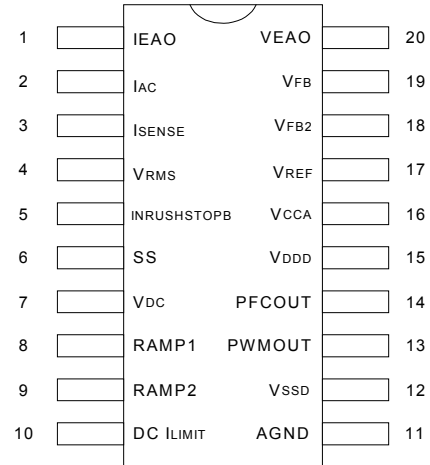 1 IEAO VEAO 20
2 IAC VFB 19
3 ISENSE VFB2 18
4 VRMS VREF 17
5 INRUSHSTOPB VCCA 16
6 SS VDDD 15
7 VDC PFCOUT 14
8 RAMP1 PWMOUT 13
9 RAMP2 VSSD 12
10 DC ILIMIT AGND 11